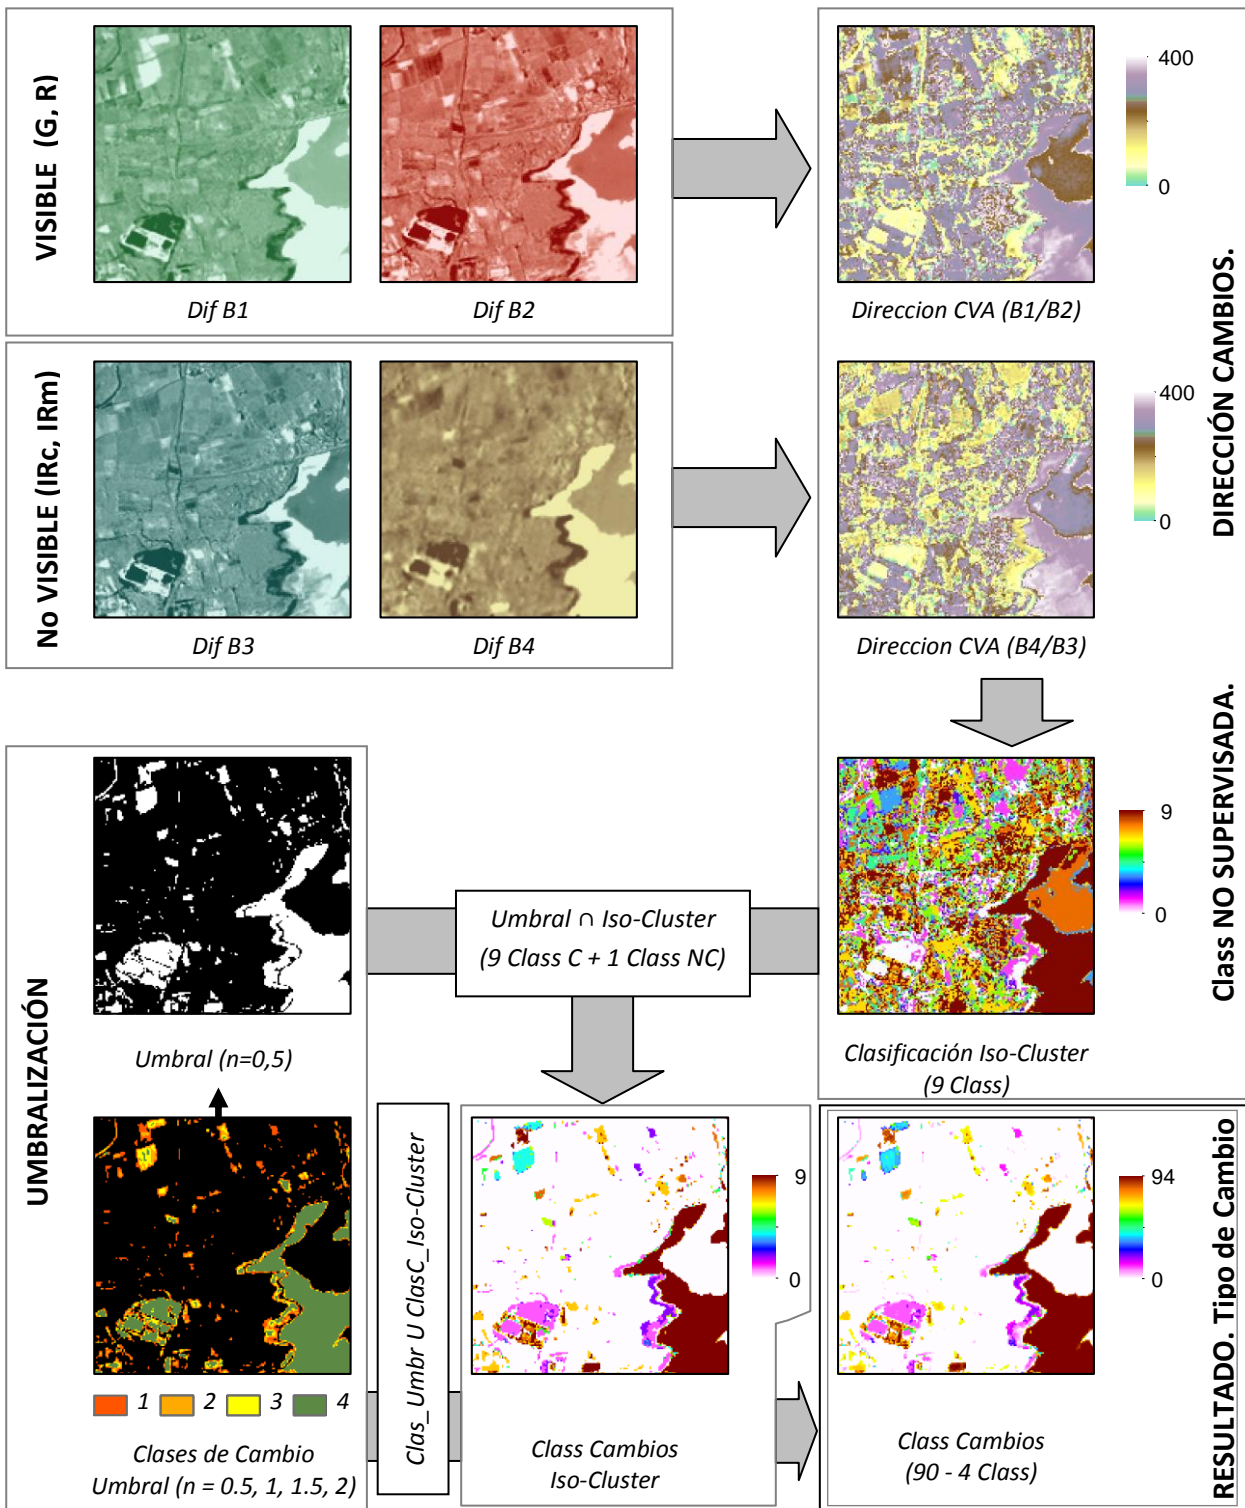 VISIBLE (G, R)
Dif B1
Dif B2
No VISIBLE (IRc, IRm)
Dif B3
Dif B4
400
0
Direccion CVA (B1/B2)
400
0
Direccion CVA (B4/B3)
DIRECCIÓN CAMBIOS.
Class NO SUPERVISADA.
9
0
Clasificación Iso-Cluster
(9 Class)
UMBRALIZACIÓN
Umbral (n=0,5)
Umbral ∩ Iso-Cluster
(9 Class C + 1 Class NC)
1
2
3
4
Clases de Cambio
Umbral (n = 0.5, 1, 1.5, 2)
Clas_Umbr U ClasC_Iso-Cluster
9
0
Class Cambios
Iso-Cluster
94
0
Class Cambios
(90 - 4 Class)
RESULTADO. Tipo de Cambio